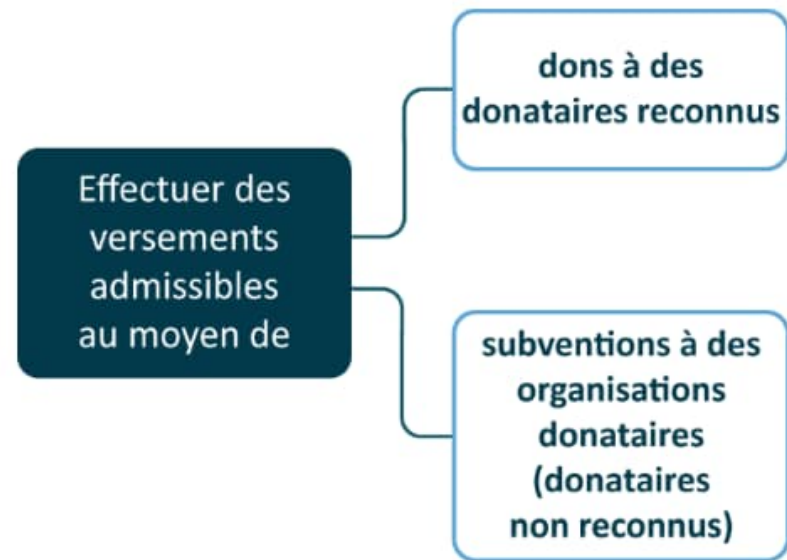 Effectuer des
versements
admissibles
au moyen de
dons à des
donataires reconnus
subventions à des
organisations
donataires
(donataires
non reconnus)